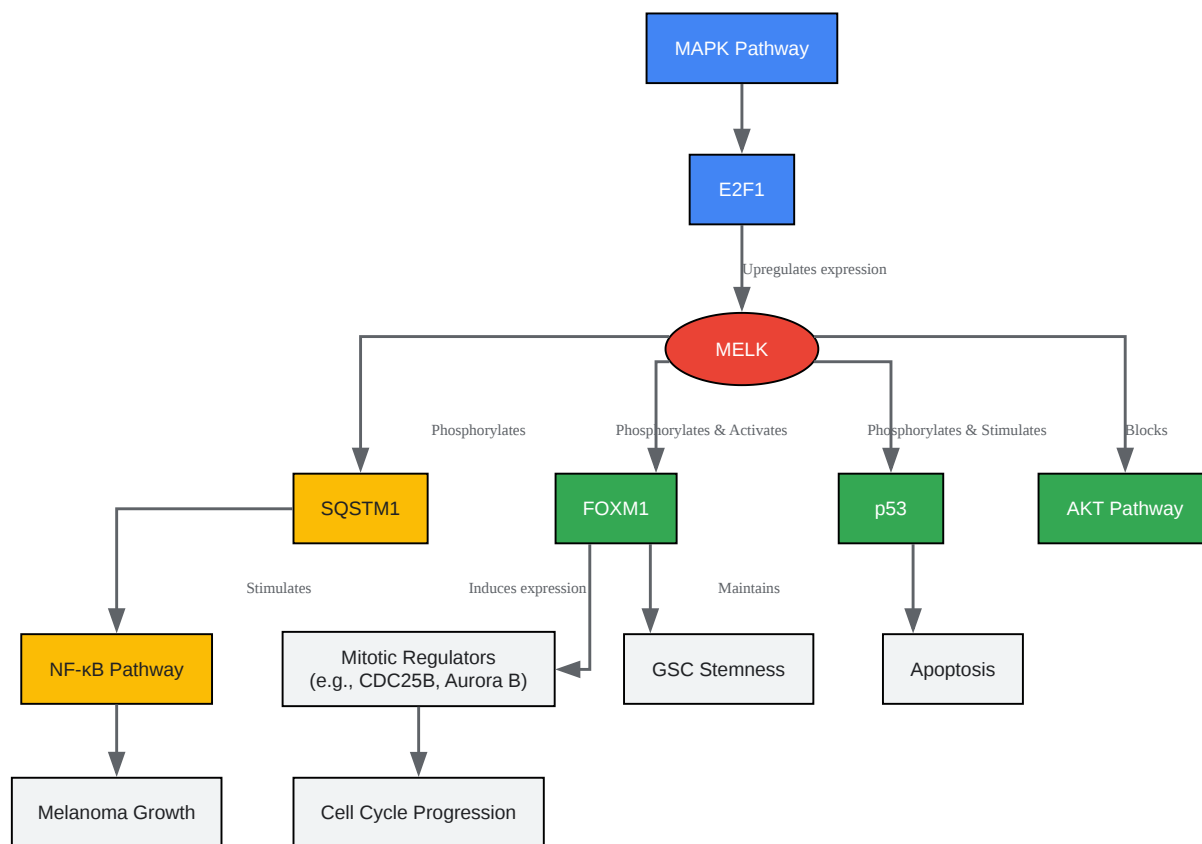 MAPK Pathway
E2F1
Upregulates expression
MELK
Phosphorylates
Phosphorylates & Activates
Phosphorylates & Stimulates
Blocks
SQSTM1
FOXM1
p53
AKT Pathway
Stimulates
Induces expression
Maintains
NF-κB Pathway
Mitotic Regulators
(e.g., CDC25B, Aurora B)
GSC Stemness
Apoptosis
Melanoma Growth
Cell Cycle Progression